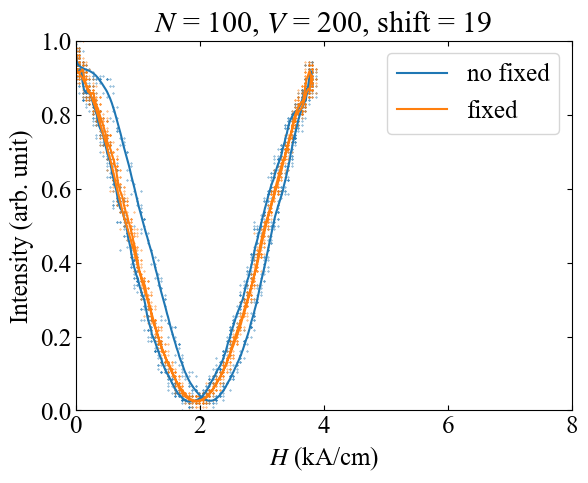 N = 100, V = 200, shift = 19
Intensity (arb. unit)
1.0
0.8
0.6
0.4
0.2
0.0
no fixed
fixed
0 2 4 6 8
H (kA/cm)